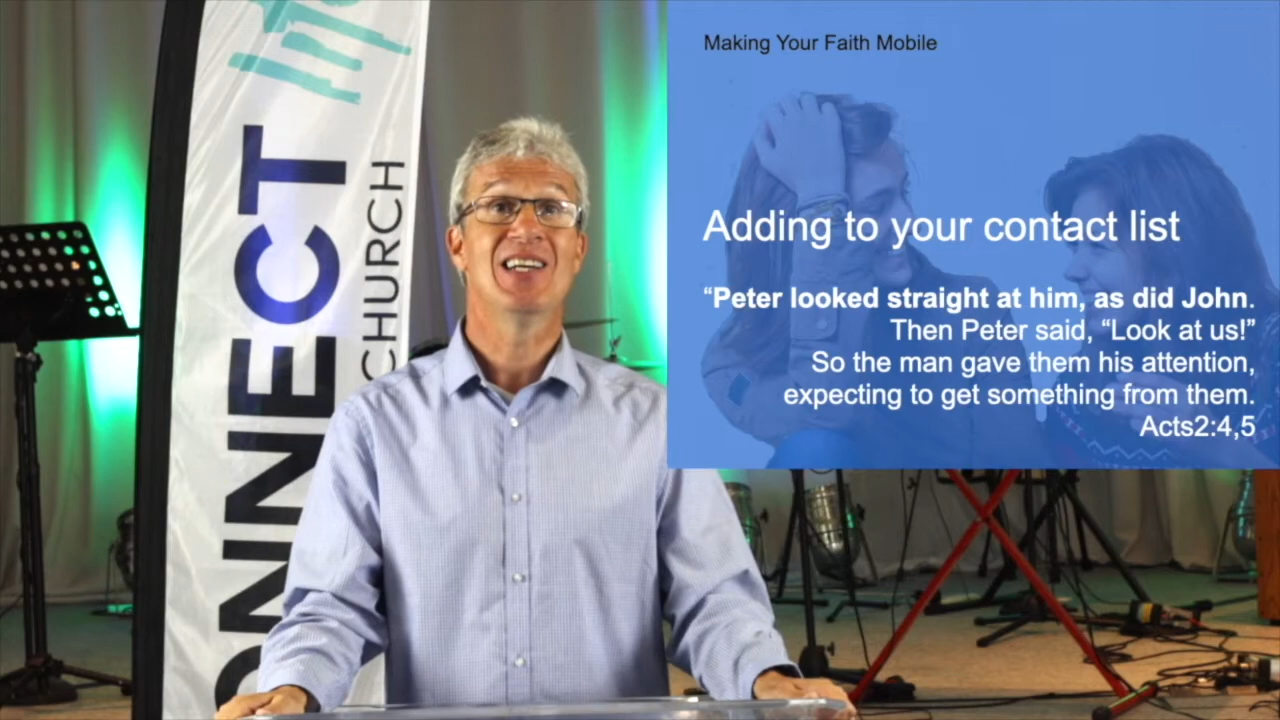 life
CONNECT
CHURCH
Making Your Faith Mobile
Adding to your contact list
“Peter looked straight at him, as did John.
Then Peter said, “Look at us!”
So the man gave them his attention,
expecting to get something from them.
Acts2:4,5